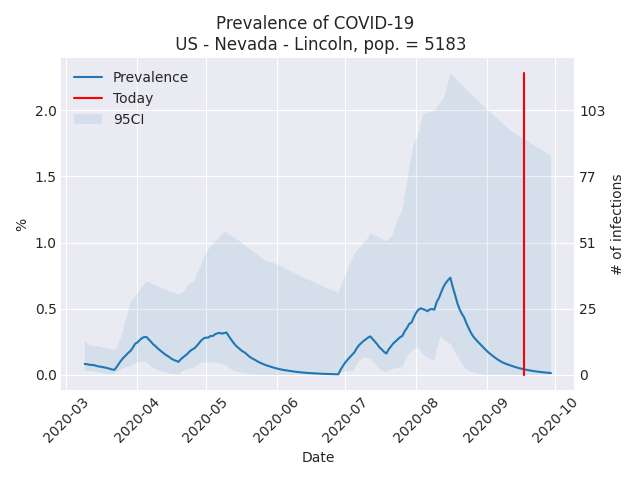 Prevalence of COVID-19
US - Nevada - Lincoln, pop. = 5183
Prevalence
Today
95CI
2.0
1.5
1.0
0.5
0.0
%
103
77
51
25
0
# of infections
2020-03
2020-04
2020-05
2020-06
2020-07
2020-08
2020-09
2020-10
Date